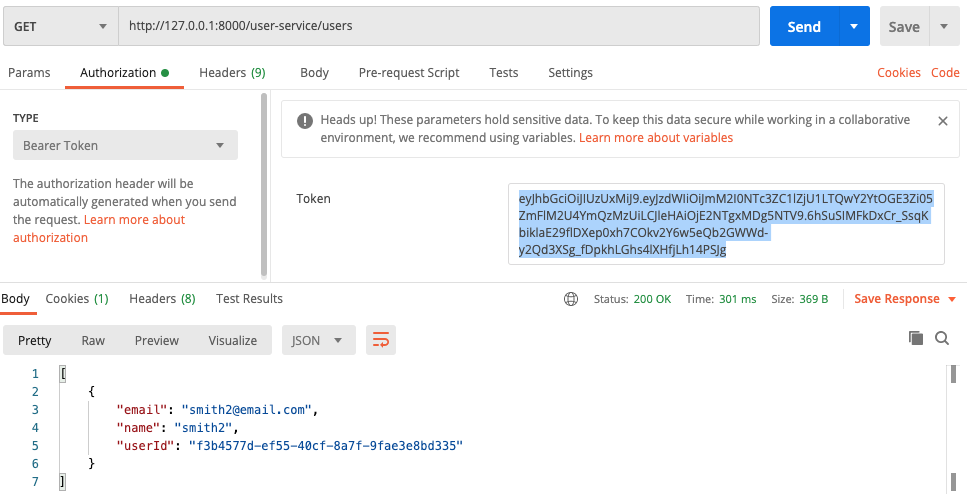 GET http://127.0.0.1:8000/user-service/users Send Save
Params Authorization Headers (9) Body Pre-request Script Tests Settings Cookies Code
TYPE
Bearer Token
The authorization header will be
automatically generated when you send
the request. Learn more about
authorization
Heads up! These parameters hold sensitive data. To keep this data secure while working in a collaborative
environment, we recommend using variables. Learn more about variables
Token
eyJhbGciOiJIUzUxMiJ9.eyJzdWIiOiJmM2I0NTc3ZC1lZjU1LTQwY2YtOGE3Zi05
ZmFlM2U4YmQzMzUiLCJleHAiOjE2NTgxMDg5NTV9.6hSuSlMFkDxCr_SsqK
biklaE29flDXep0xh7COkv2Y6w5eQb2GWWd-
y2Qd3XSg_fDpkhLGhs4lXHfjLh14PSJg
Body Cookies (1) Headers (8) Test Results Status: 200 OK Time: 301 ms Size: 369 B Save Response
Pretty Raw Preview Visualize JSON
1 [
2 {
3 "email": "smith2@email.com",
4 "name": "smith2",
5 "userId": "f3b4577d-ef55-40cf-8a7f-9fae3e8bd335"
6 }
7 ]